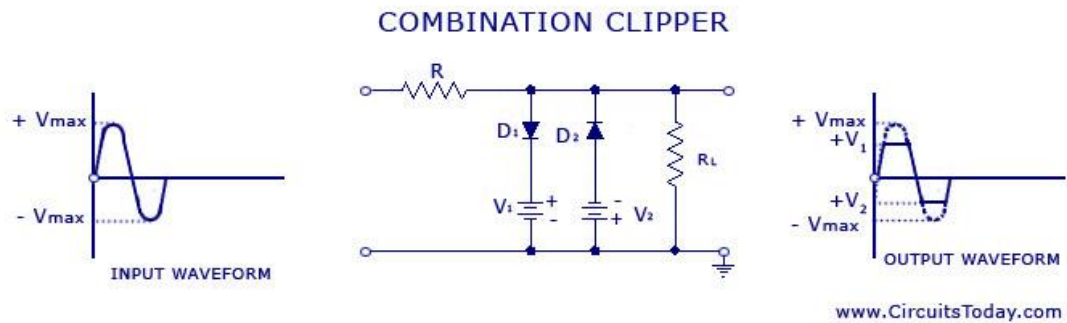 COMBINATION CLIPPER
+ Vmax
- Vmax
INPUT WAVEFORM
R
D1
D2
RL
V1
+
-
-
+
V2
+ Vmax
+V1
+V2
- Vmax
OUTPUT WAVEFORM
www.CircuitsToday.com